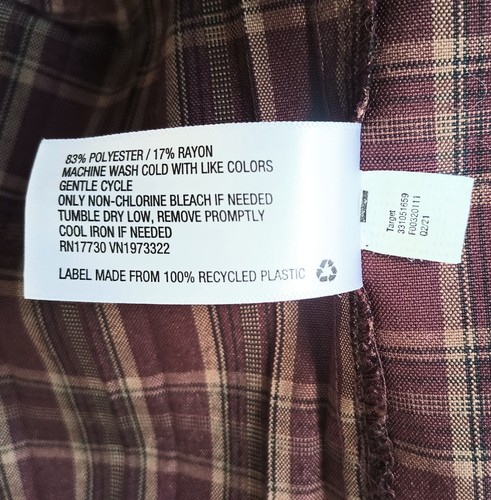 83% POLYESTER / 17% RAYON
MACHINE WASH COLD WITH LIKE COLORS
GENTLE CYCLE
ONLY NON-CHLORINE BLEACH IF NEEDED
TUMBLE DRY LOW, REMOVE PROMPTLY
COOL IRON IF NEEDED
RN17730 VN1973322
LABEL MADE FROM 100% RECYCLED PLASTIC
Target
331051659
F00320111
Q2/21